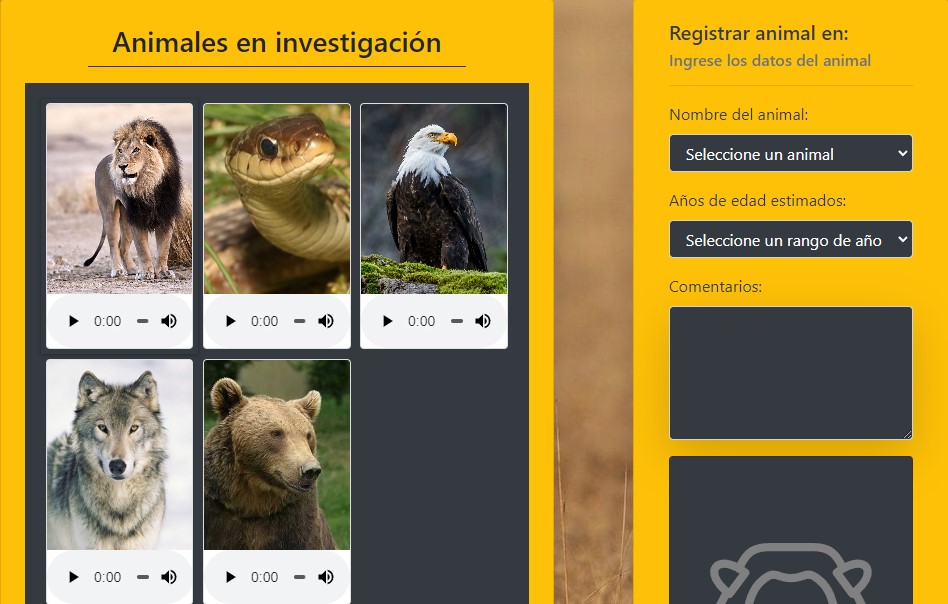 Animales en investigación
0:00
0:00
0:00
0:00
0:00
Registrar animal en:
Ingrese los datos del animal
Nombre del animal:
Seleccione un animal
Años de edad estimados:
Seleccione un rango de año
Comentarios: